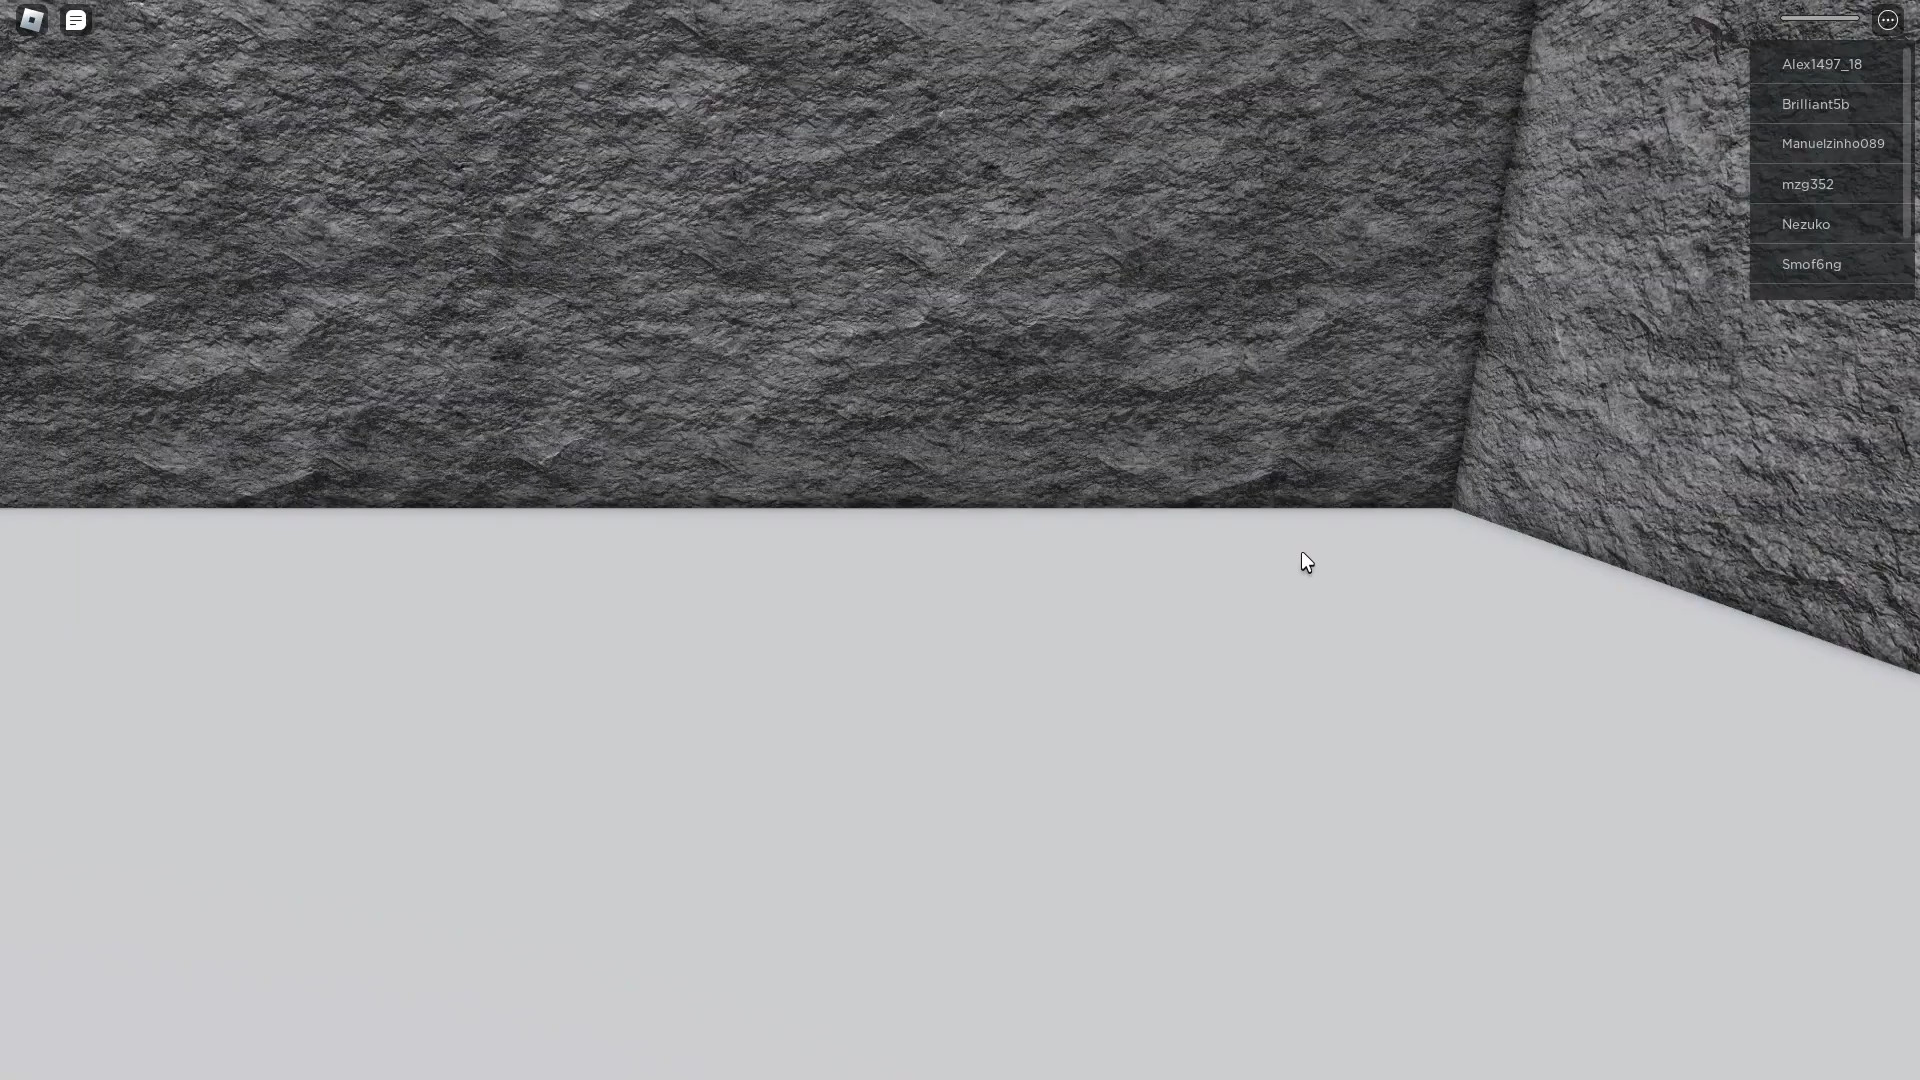 Alex1497_18
Brilliant5b
Manuelzinho089
mzg352
Nezuko
Smof6ng